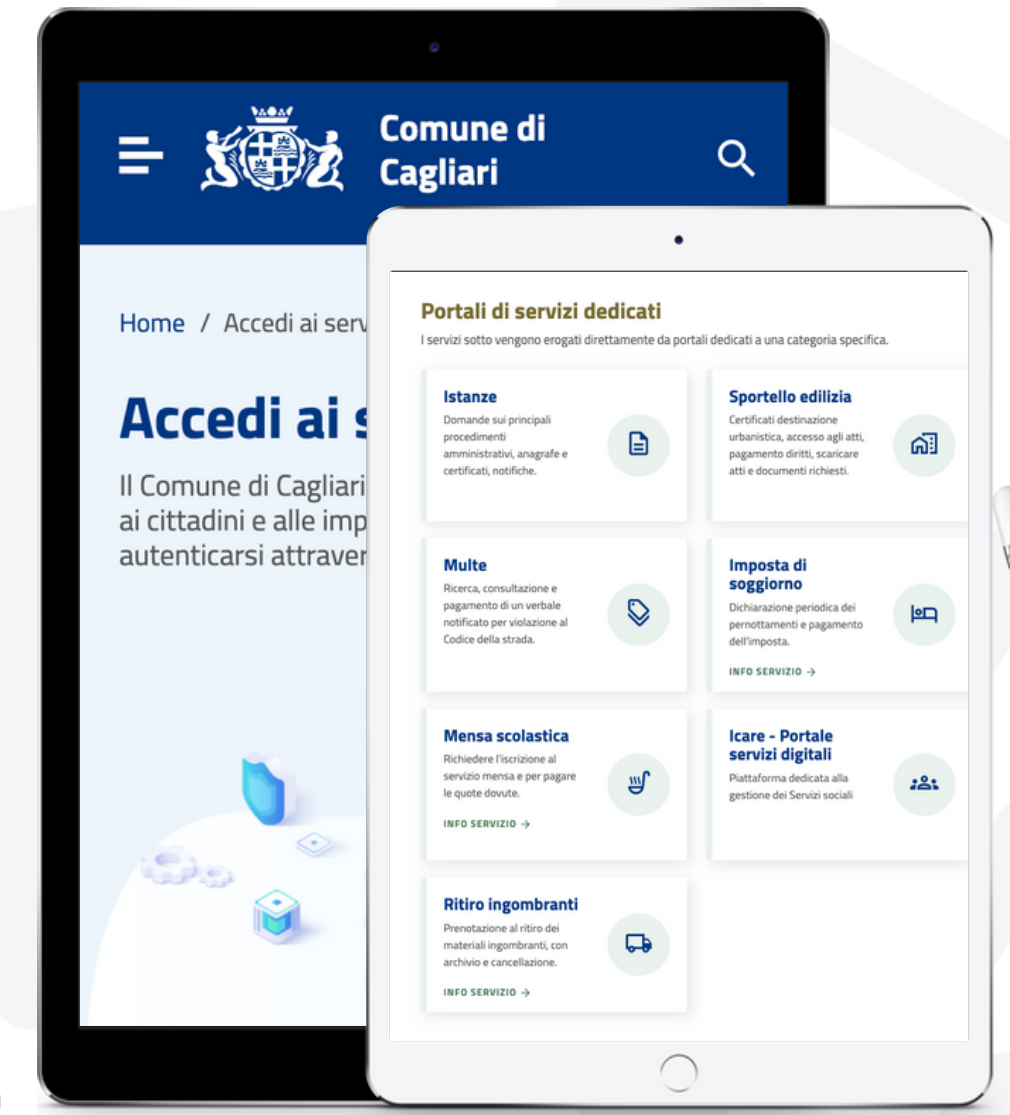 Comune di
Cagliari
Home / Accedi ai serv
Accedi ai s
Il Comune di Cagliari
ai cittadini e alle imp
autenticarsi attraver
Portali di servizi dedicati
I servizi sotto vengono erogati direttamente da portali dedicati a una categoria specifica.
Istanze
Domande sui principali
procedimenti
amministrativi, anagrafe e
certificati, notifiche.
Sportello edilizia
Certificati destinazione
urbanistica, accesso agli atti,
pagamento diritti, scaricare
atti e documenti richiesti.
Multe
Ricerca, consultazione e
pagamento di un verbale
notificato per violazione al
Codice della strada.
Imposta di
soggiorno
Dichiarazione periodica dei
pernottamenti e pagamento
dell'imposta.
INFO SERVIZIO →
Mensa scolastica
Richiedere l'iscrizione al
servizio mensa e per pagare
le quote dovute.
INFO SERVIZIO →
Icare - Portale
servizi digitali
Piattaforma dedicata alla
gestione dei Servizi sociali
Ritiro ingombranti
Prenotazione al ritiro dei
materiali ingombranti, con
archivio e cancellazione.
INFO SERVIZIO →